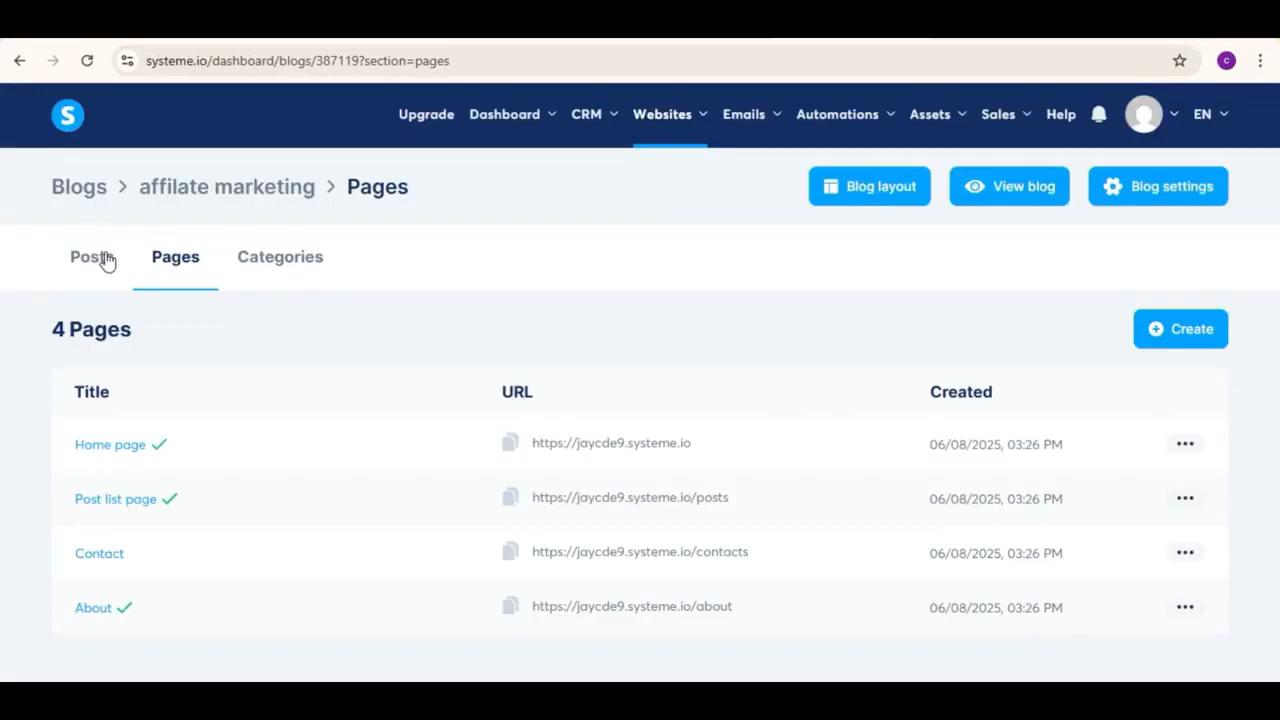 systeme.io/dashboard/blogs/387119?section=pages
C
S
Upgrade Dashboard CRM Websites Emails Automations Assets Sales Help EN
Blogs > affilate marketing > Pages
Blog layout View blog Blog settings
Pages Categories
4 Pages
Create
Title URL Created
Home page https://jaycde9.systeme.io 06/08/2025, 03:26 PM
Post list page https://jaycde9.systeme.io/posts 06/08/2025, 03:26 PM
Contact https://jaycde9.systeme.io/contacts 06/08/2025, 03:26 PM
About https://jaycde9.systeme.io/about 06/08/2025, 03:26 PM